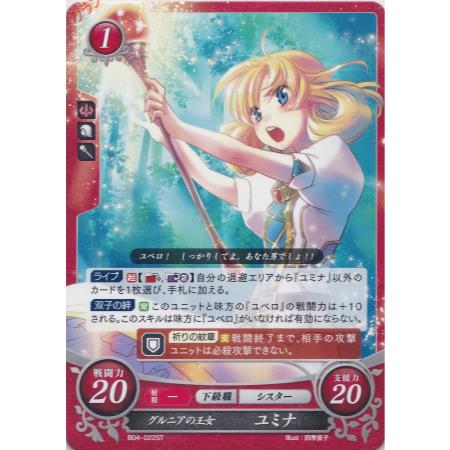 1
ユベロ! しっかりしてよ。あなた男でしょ!!
ライブ 起 自分の退避エリアから『ユミナ』以外の
カードを1枚選び、手札に加える。
双子の絆 常 このユニットと味方の『ユベロ』の戦闘力は+10
される。このスキルは味方に『ユベロ』がいなければ有効にならない。
祈りの紋章 支 戦闘終了まで、相手の攻撃
ユニットは必殺攻撃できない。
戦闘力
20
射程 ー 下級職 シスター
支援力
20
グルニアの王女 ユミナ
B04-022ST